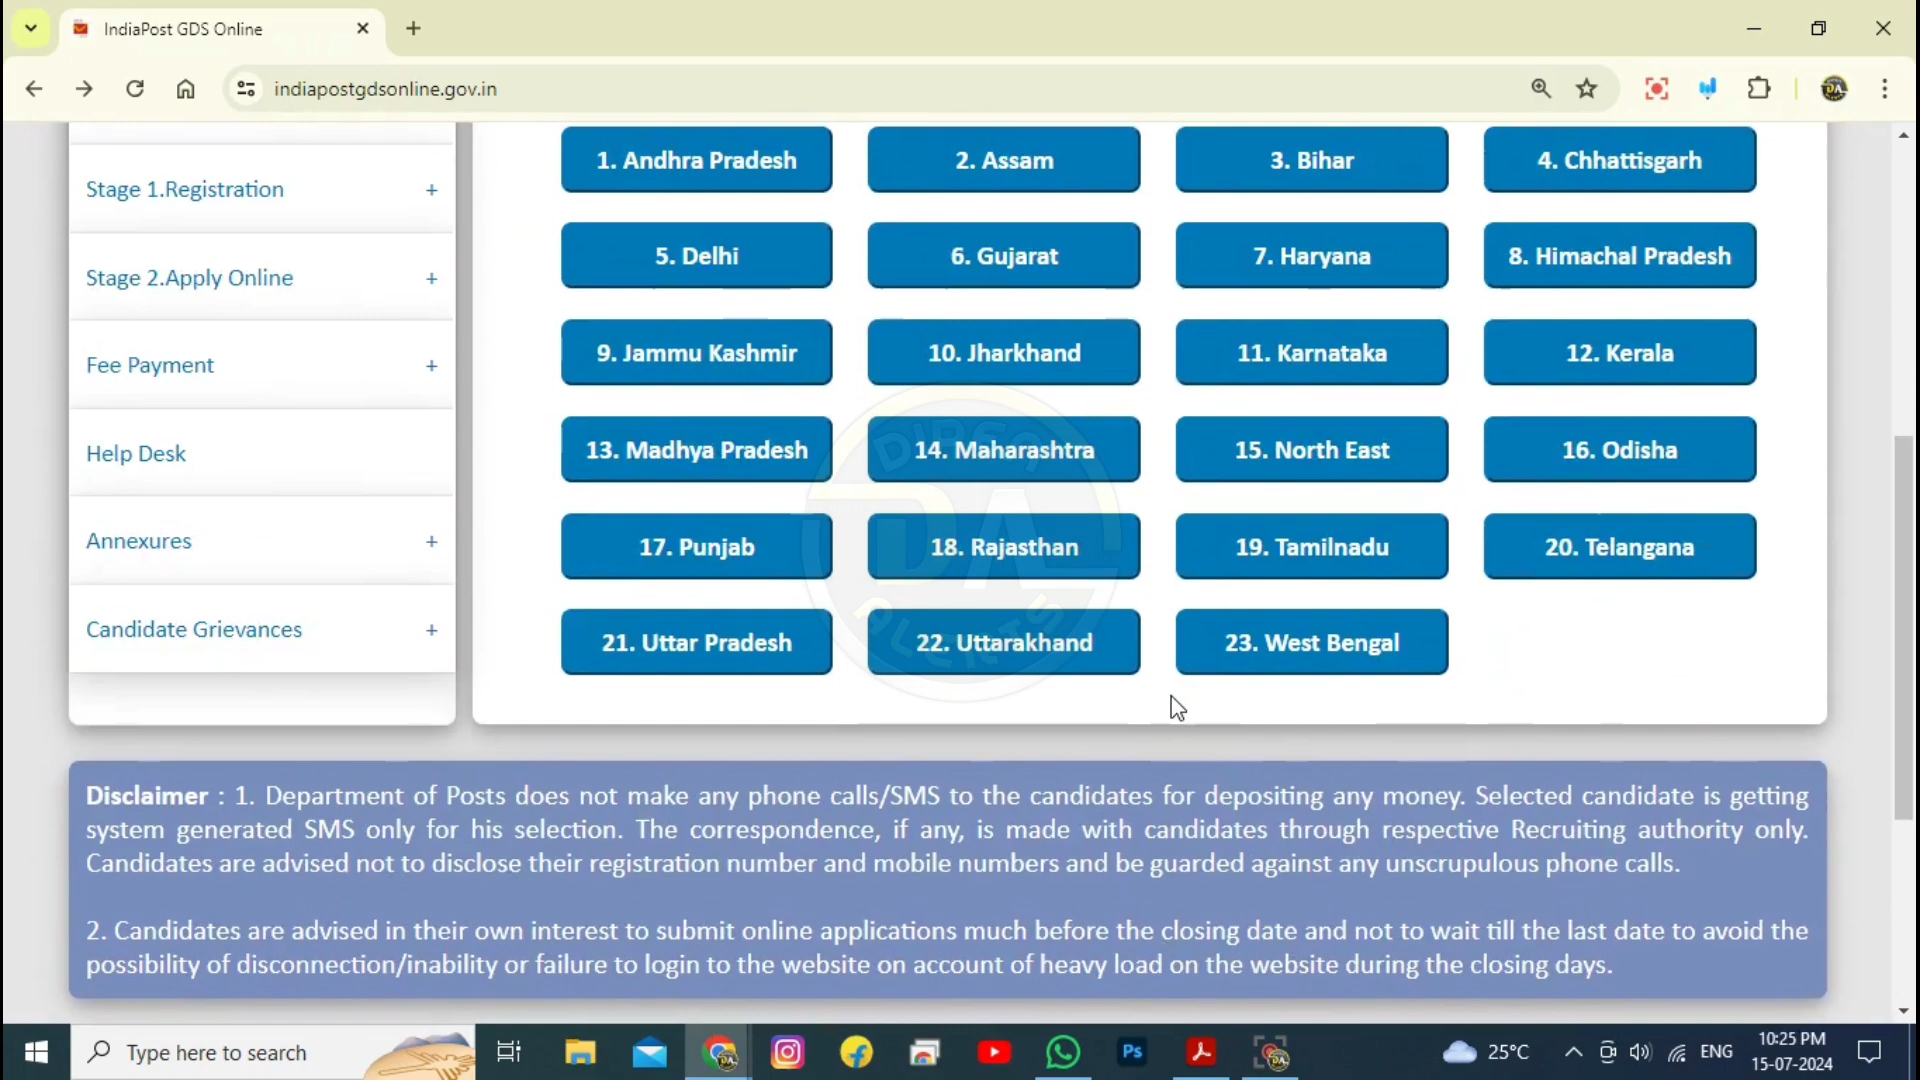 IndiaPost GDS Online
indiapostgdsonline.gov.in
Stage 1.Registration +
Stage 2.Apply Online +
Fee Payment +
Help Desk
Annexures +
Candidate Grievances +
1. Andhra Pradesh 2. Assam 3. Bihar 4. Chhattisgarh
5. Delhi 6. Gujarat 7. Haryana 8. Himachal Pradesh
9. Jammu Kashmir 10. Jharkhand 11. Karnataka 12. Kerala
13. Madhya Pradesh 14. Maharashtra 15. North East 16. Odisha
17. Punjab 18. Rajasthan 19. Tamilnadu 20. Telangana
21. Uttar Pradesh 22. Uttarakhand 23. West Bengal
DIRECT
DA
ALERTS
Disclaimer : 1. Department of Posts does not make any phone calls/SMS to the candidates for depositing any money. Selected candidate is getting
system generated SMS only for his selection. The correspondence, if any, is made with candidates through respective Recruiting authority only.
Candidates are advised not to disclose their registration number and mobile numbers and be guarded against any unscrupulous phone calls.
2. Candidates are advised in their own interest to submit online applications much before the closing date and not to wait till the last date to avoid the
possibility of disconnection/inability or failure to login to the website on account of heavy load on the website during the closing days.
Type here to search
Ps
25°C
ENG
10:25 PM
15-07-2024